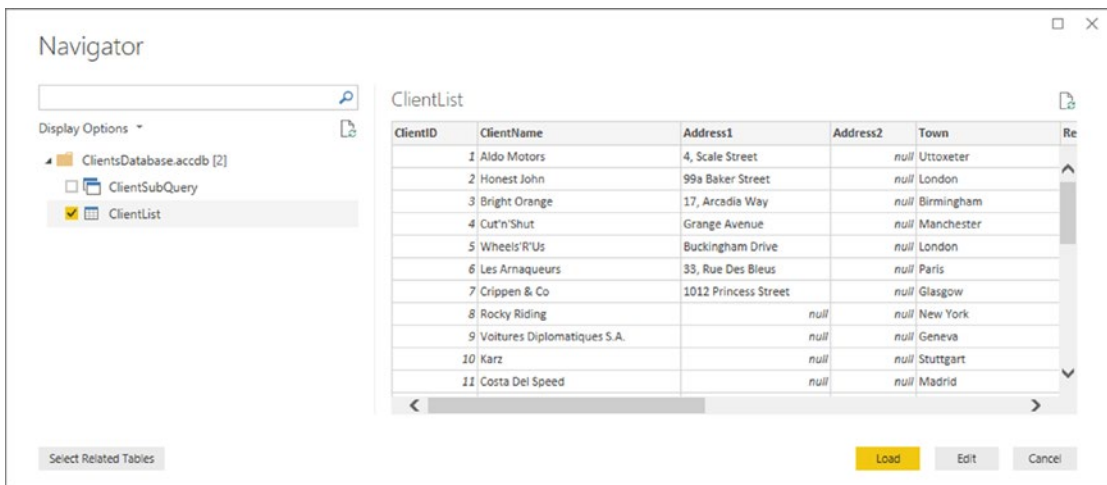 Navigator
Display Options
ClientsDatabase.accdb [2]
ClientSubQuery
ClientList
ClientList
ClientID ClientName Address1 Address2 Town Re
1 Aldo Motors 4, Scale Street null Uttoxeter
2 Honest John 99a Baker Street null London
3 Bright Orange 17, Arcadia Way null Birmingham
4 Cut'n'Shut Grange Avenue null Manchester
5 Wheels'R'Us Buckingham Drive null London
6 Les Arnaqueurs 33, Rue Des Bleus null Paris
7 Crippen & Co 1012 Princess Street null Glasgow
8 Rocky Riding null null New York
9 Voitures Diplomatiques S.A. null null Geneva
10 Karz null null Stuttgart
11 Costa Del Speed null null Madrid
Select Related Tables Load Edit Cancel